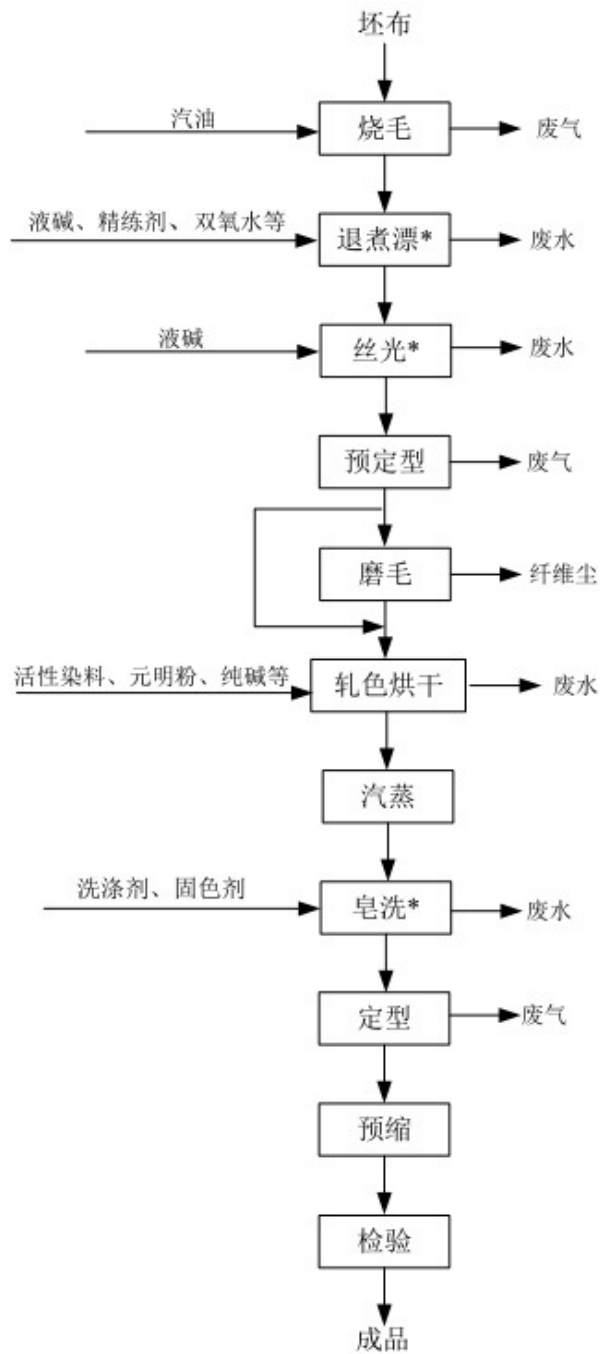 坯布
汽油
烧毛
废气
液碱、精练剂、双氧水等
退煮漂*
废水
液碱
丝光*
废水
预定型
废气
磨毛
纤维尘
活性染料、元明粉、纯碱等
轧色烘干
废水
汽蒸
洗涤剂、固色剂
皂洗*
废水
定型
废气
预缩
检验
成品